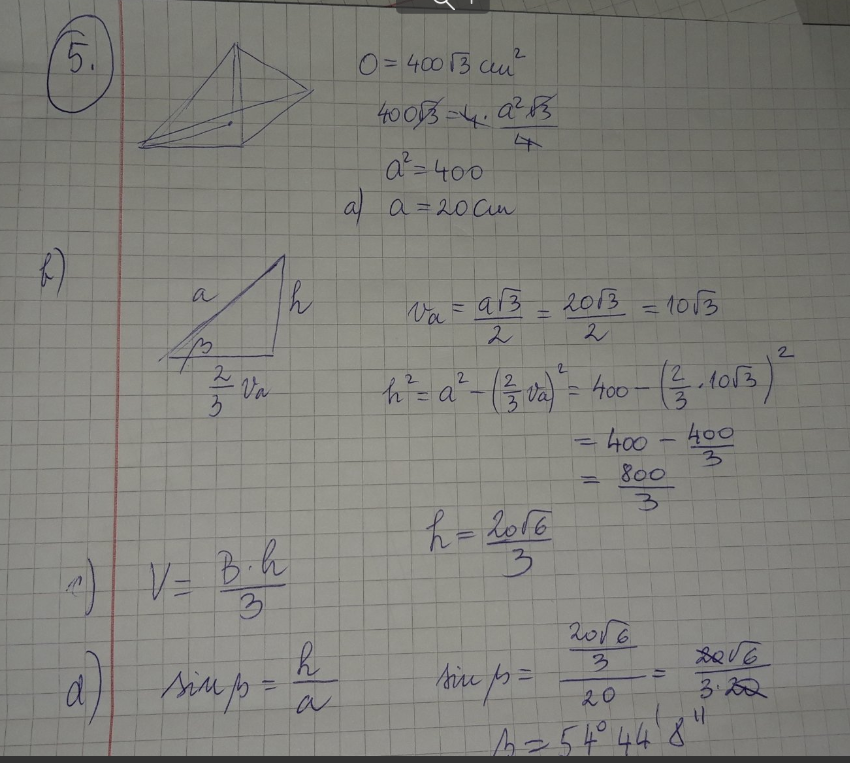 5.
O = 400√3 cm²
400√3 = 4 · a²√3 / 4
a² = 400
a) a = 20 cm
b)
a
h
β
2/3 va
va = a√3 / 2 = 20√3 / 2 = 10√3
h² = a² - (2/3 va)² = 400 - (2/3 · 10√3)²
= 400 - 400/3
= 800/3
h = 20√6 / 3
c) V = B · h / 3
d) sin β = h / a
sin β = (20√6 / 3) / 20 = 20√6 / 3 · 20
β = 54° 44' 8"